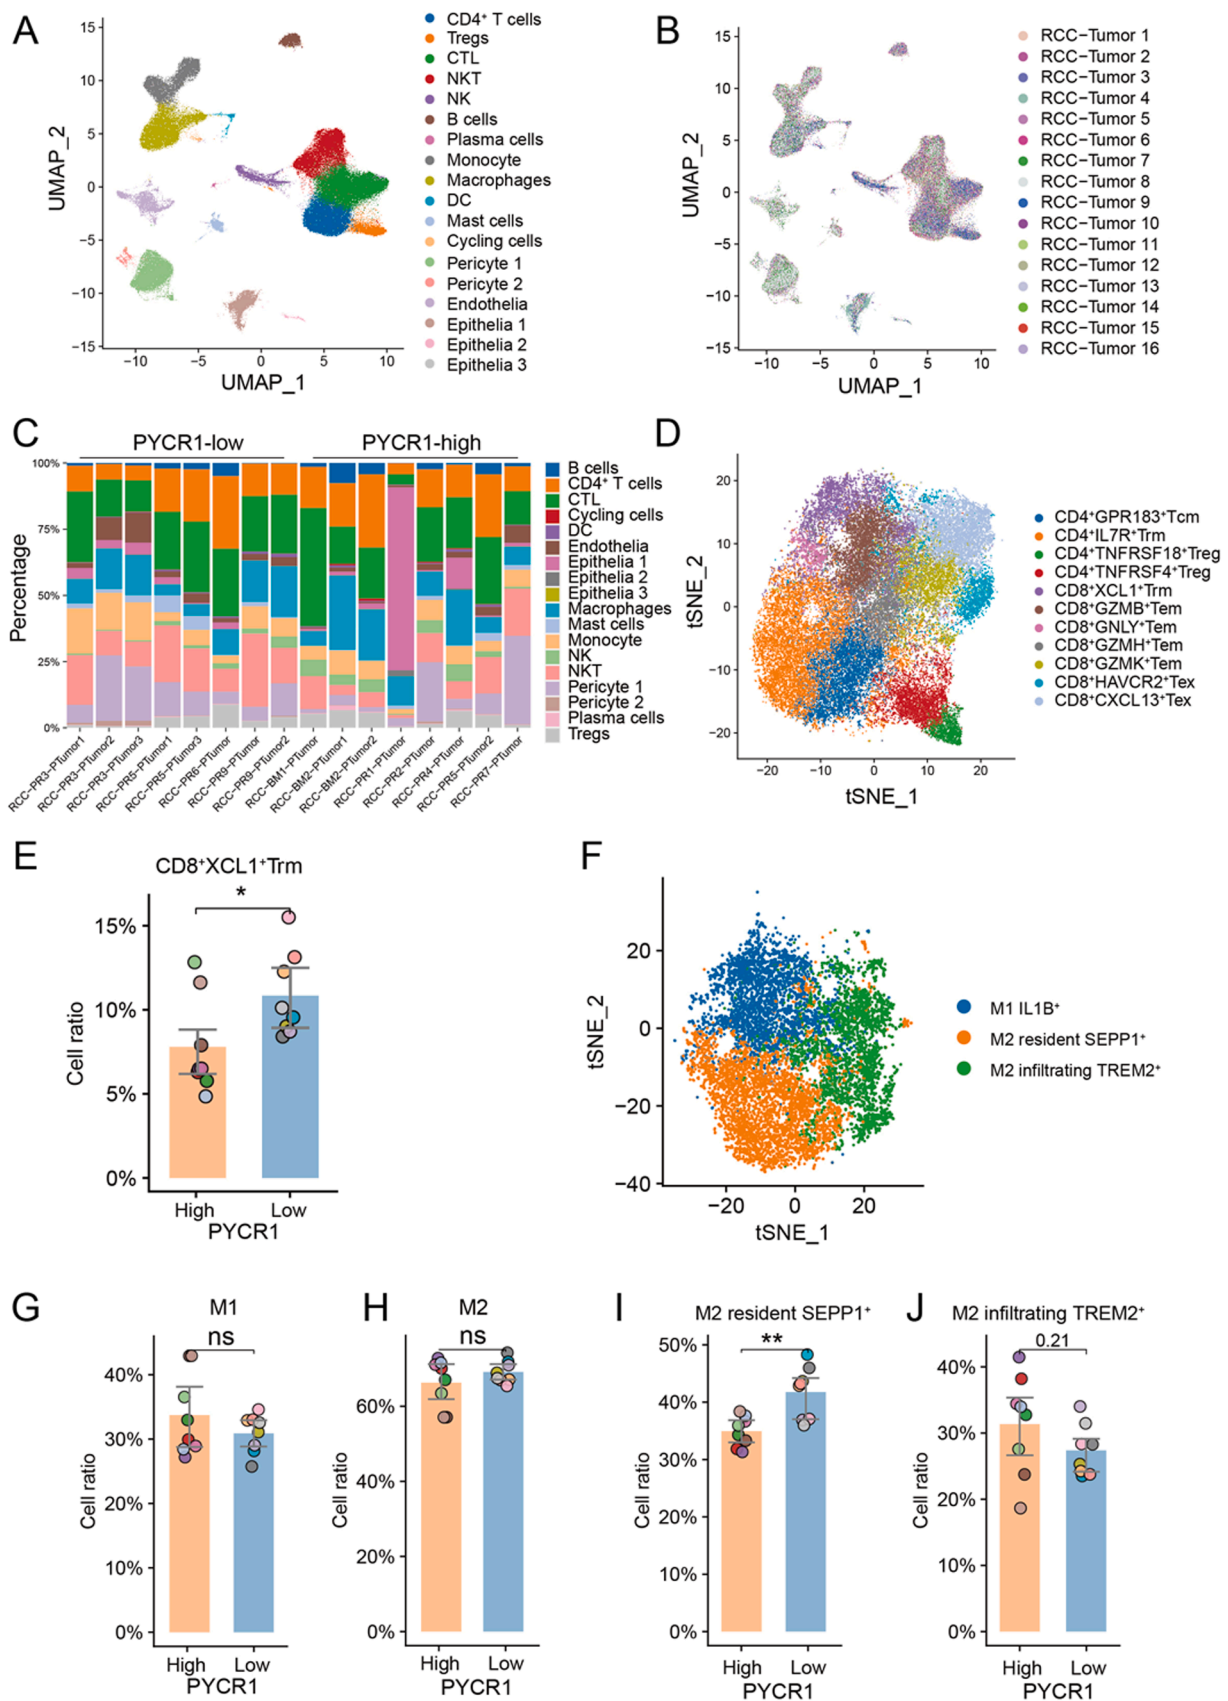 A
15
10
5
0
−5
−10
−15
UMAP_2
−10
−5
0
5
10
UMAP_1
CD4⁺ T cells
Tregs
CTL
NKT
NK
B cells
Plasma cells
Monocyte
Macrophages
DC
Mast cells
Cycling cells
Pericyte 1
Pericyte 2
Endothelia
Epithelia 1
Epithelia 2
Epithelia 3
B
15
10
5
0
−5
−10
−15
UMAP_2
−10
−5
0
5
10
UMAP_1
RCC−Tumor 1
RCC−Tumor 2
RCC−Tumor 3
RCC−Tumor 4
RCC−Tumor 5
RCC−Tumor 6
RCC−Tumor 7
RCC−Tumor 8
RCC−Tumor 9
RCC−Tumor 10
RCC−Tumor 11
RCC−Tumor 12
RCC−Tumor 13
RCC−Tumor 14
RCC−Tumor 15
RCC−Tumor 16
C
PYCR1-low
PYCR1-high
100%
75%
50%
25%
0%
Percentage
RCC−PR3−PTumor1
RCC−PR3−PTumor2
RCC−PR3−PTumor3
RCC−PR5−PTumor1
RCC−PR5−PTumor3
RCC−PR6−PTumor
RCC−PR9−PTumor
RCC−PR9−PTumor2
RCC−BM1−PTumor
RCC−BM2−PTumor1
RCC−BM2−PTumor2
RCC−PR1−PTumor
RCC−PR2−PTumor
RCC−PR4−PTumor
RCC−PR5−PTumor2
RCC−PR7−PTumor
B cells
CD4⁺ T cells
CTL
Cycling cells
DC
Endothelia
Epithelia 1
Epithelia 2
Epithelia 3
Macrophages
Mast cells
Monocyte
NK
NKT
Pericyte 1
Pericyte 2
Plasma cells
Tregs
D
20
10
0
−10
−20
tSNE_2
−20
−10
0
10
20
tSNE_1
CD4⁺GPR183⁺Tcm
CD4⁺IL7R⁺Trm
CD4⁺TNFRSF18⁺Treg
CD4⁺TNFRSF4⁺Treg
CD8⁺XCL1⁺Trm
CD8⁺GZMB⁺Tem
CD8⁺GNLY⁺Tem
CD8⁺GZMH⁺Tem
CD8⁺GZMK⁺Tem
CD8⁺HAVCR2⁺Tex
CD8⁺CXCL13⁺Tex
E
CD8⁺XCL1⁺Trm
*
15%
10%
5%
0%
Cell ratio
High
Low
PYCR1
F
20
0
−20
−40
tSNE_2
−20
0
20
tSNE_1
M1 IL1B⁺
M2 resident SEPP1⁺
M2 infiltrating TREM2⁺
G
M1
ns
40%
30%
20%
10%
0%
Cell ratio
High
Low
PYCR1
H
M2
ns
60%
40%
20%
0%
Cell ratio
High
Low
PYCR1
I
M2 resident SEPP1⁺
**
50%
40%
30%
20%
10%
0%
Cell ratio
High
Low
PYCR1
J
M2 infiltrating TREM2⁺
0.21
40%
30%
20%
10%
0%
Cell ratio
High
Low
PYCR1